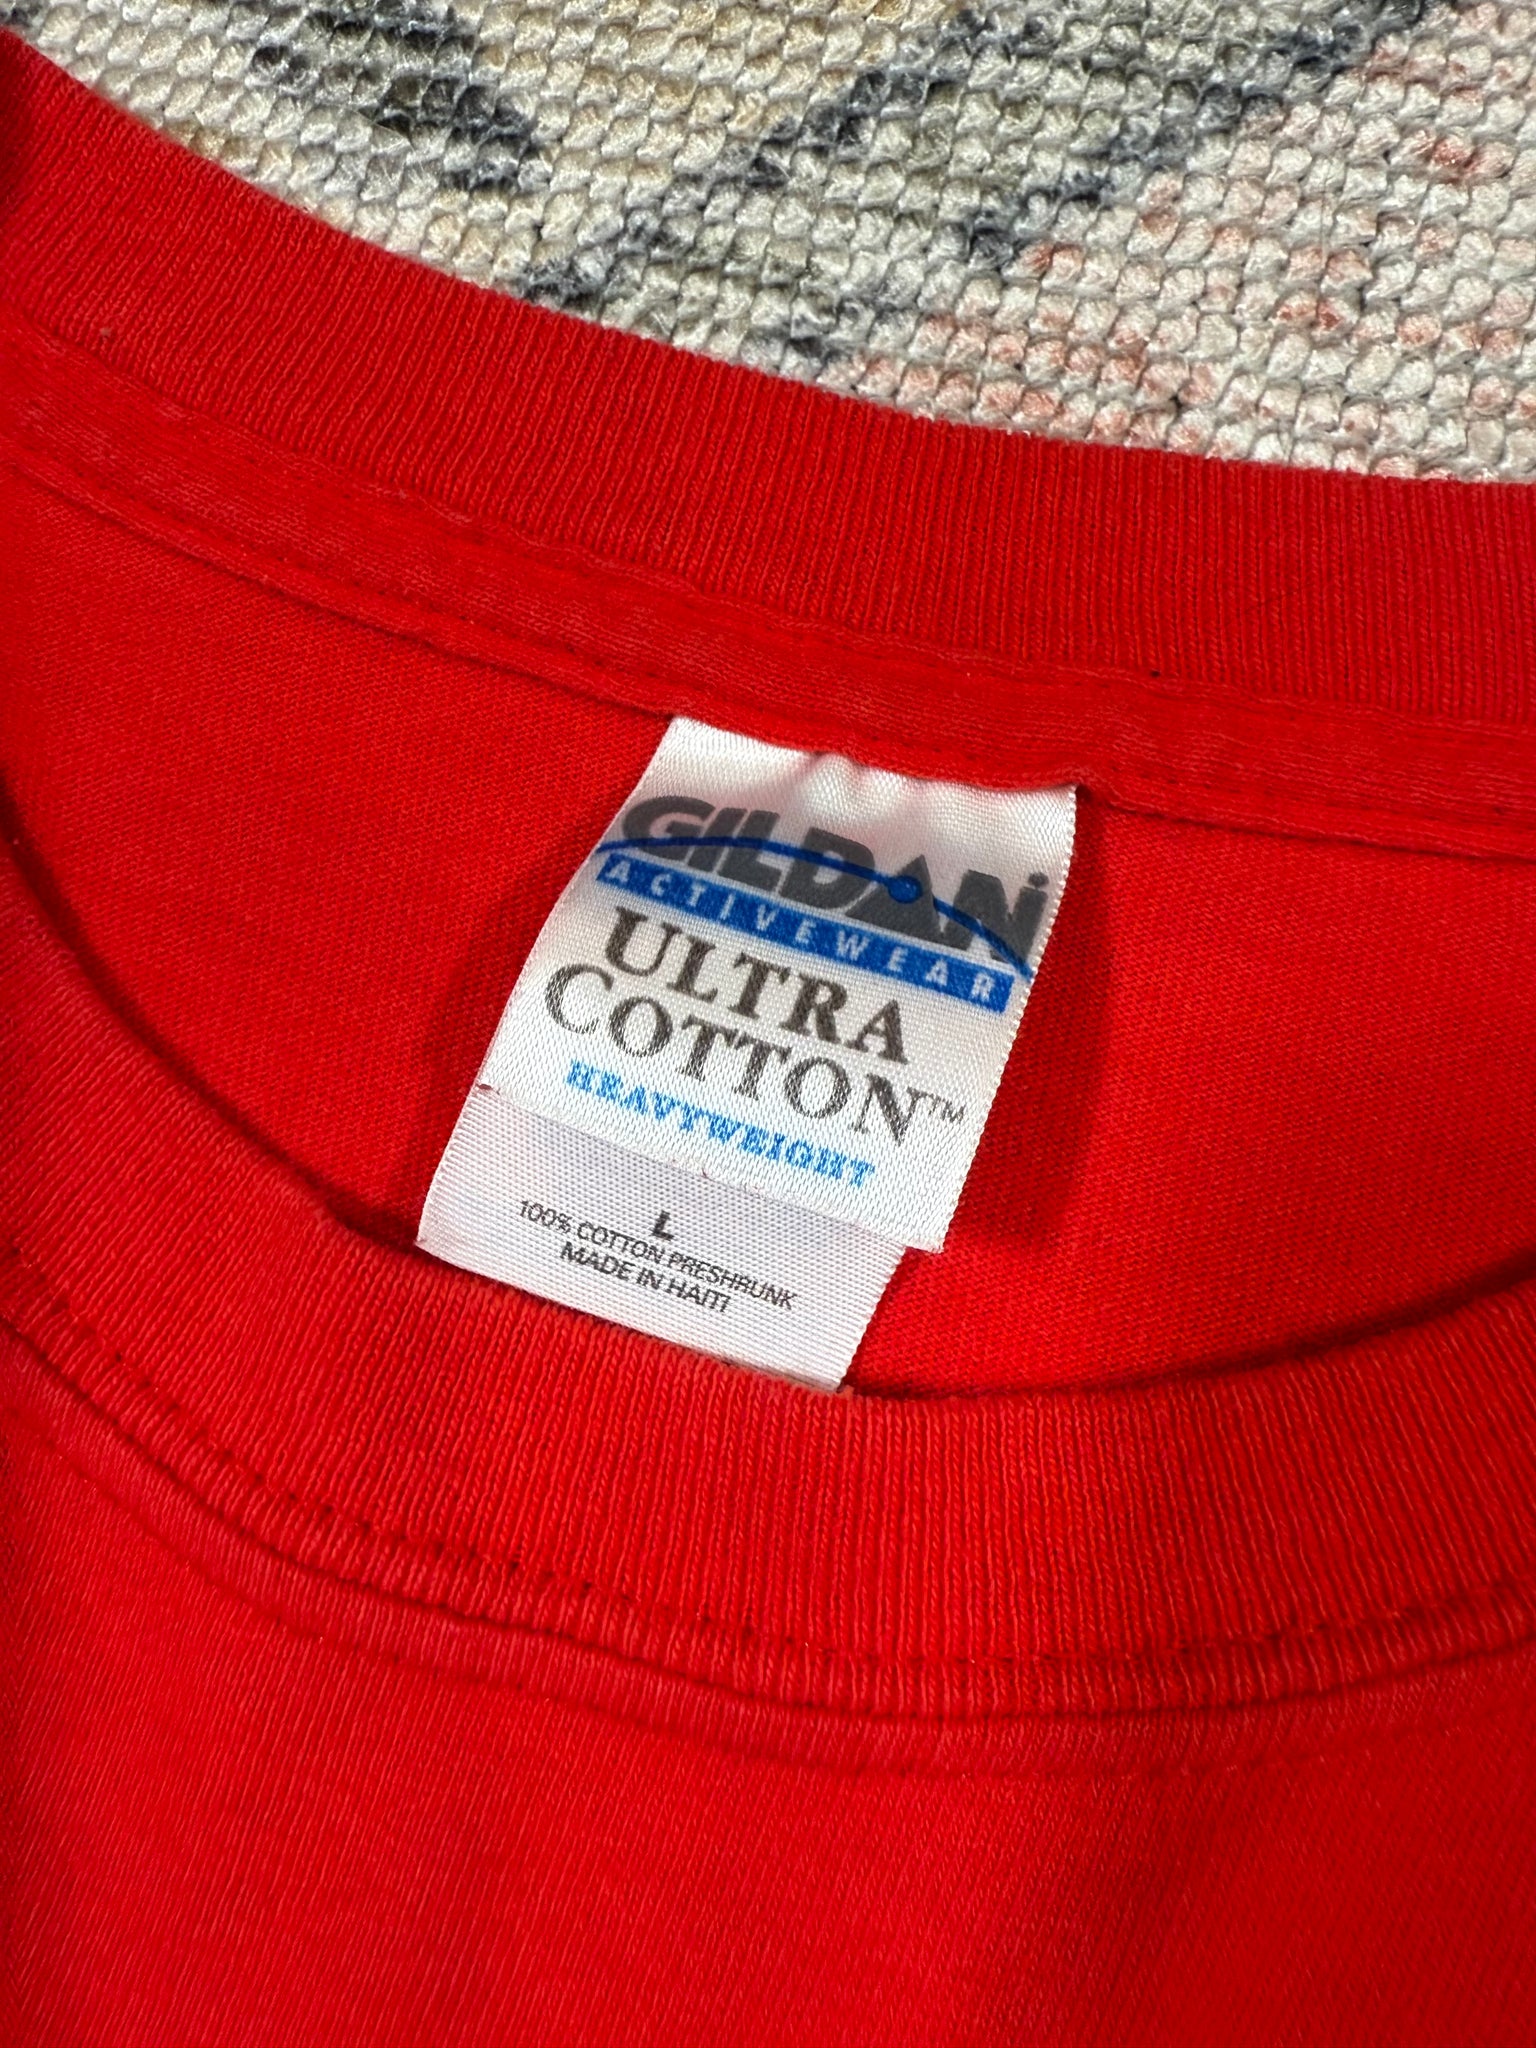 GILDAN
ACTIVEWEAR
ULTRA
COTTON™
HEAVYWEIGHT
L
100% COTTON PRESHRUNK
MADE IN HAITI